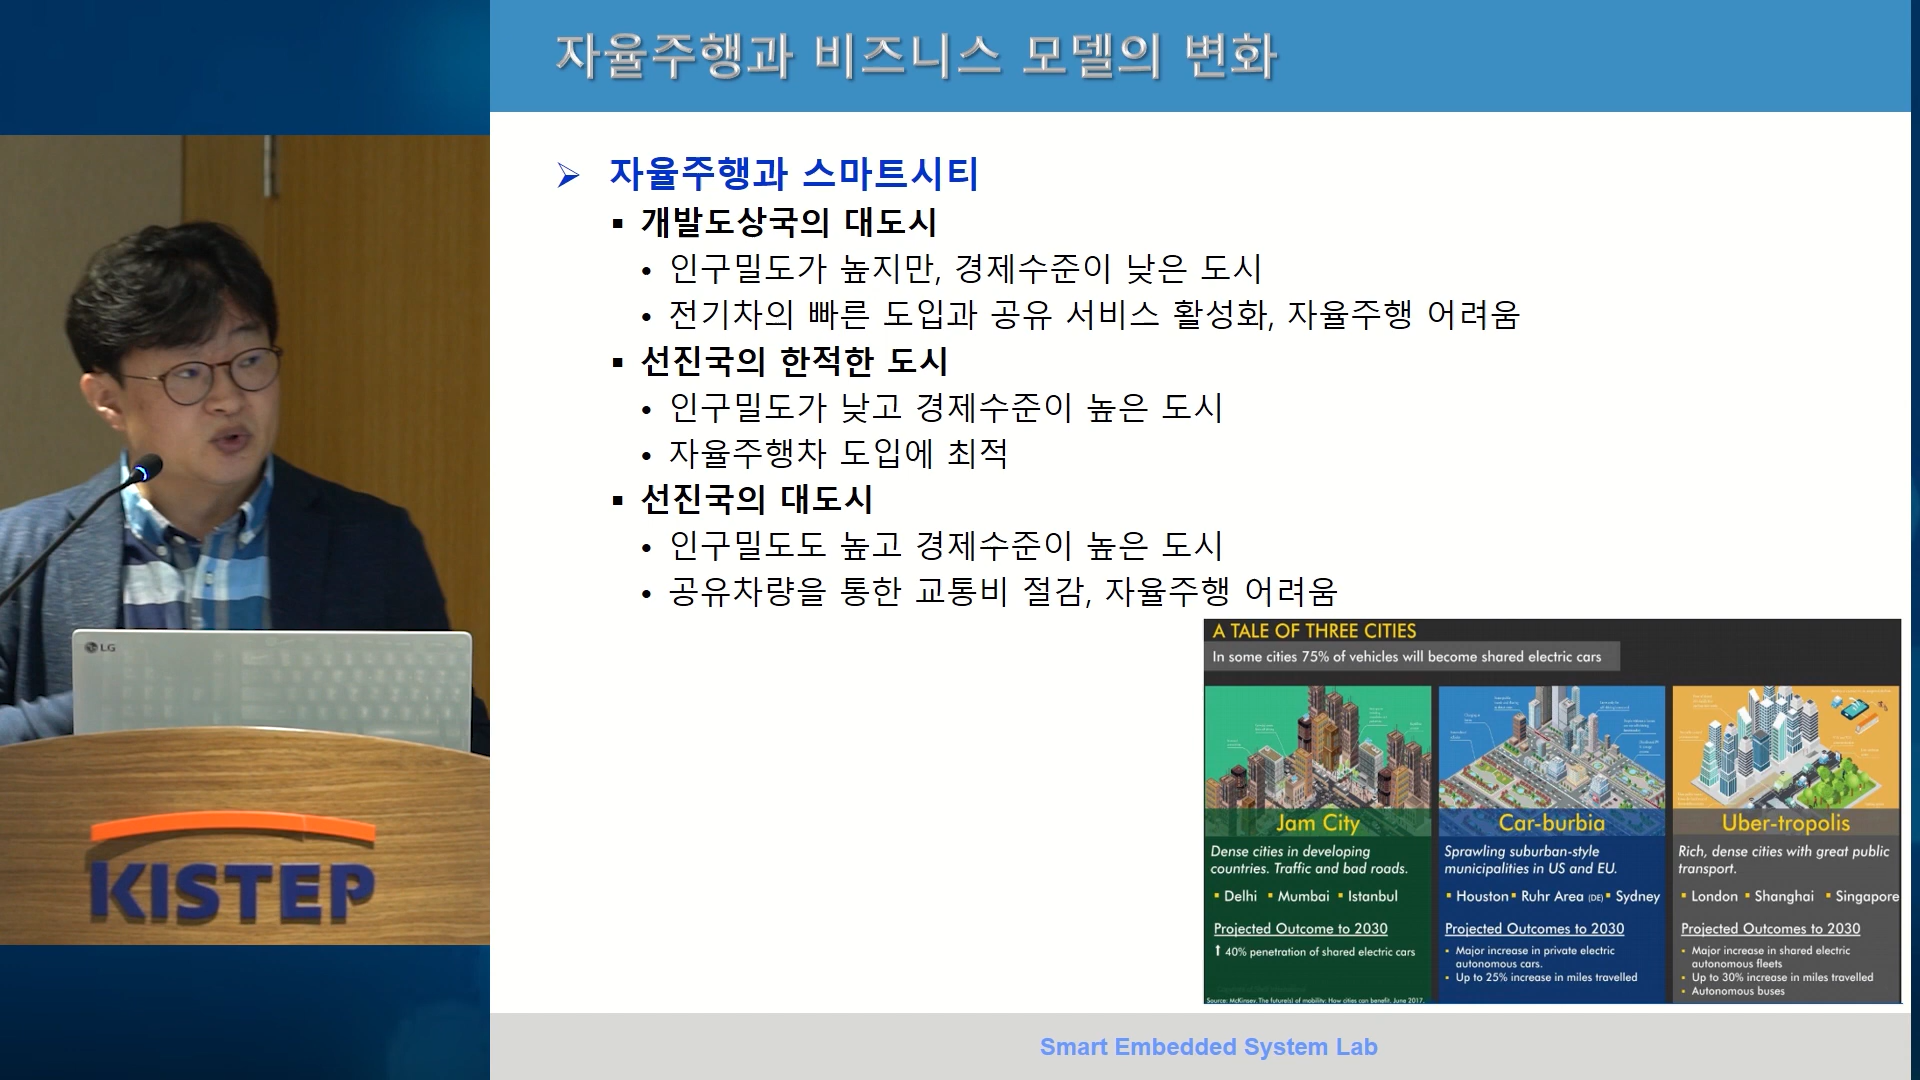 자율주행과 비즈니스 모델의 변화
자율주행과 스마트시티
개발도상국의 대도시
인구밀도가 높지만, 경제수준이 낮은 도시
전기차의 빠른 도입과 공유 서비스 활성화, 자율주행 어려움
선진국의 한적한 도시
인구밀도가 낮고 경제수준이 높은 도시
자율주행차 도입에 최적
선진국의 대도시
인구밀도도 높고 경제수준이 높은 도시
공유차량을 통한 교통비 절감, 자율주행 어려움
A TALE OF THREE CITIES
In some cities 75% of vehicles will become shared electric cars
Jam City
Dense cities in developing
countries. Traffic and bad roads.
▪ Delhi ▪ Mumbai ▪ Istanbul
Projected Outcome to 2030
↑ 40% penetration of shared electric cars
Source: McKinsey, The future(s) of mobility: How cities can benefit, June 2017.
Car-burbia
Sprawling suburban-style
municipalities in US and EU.
▪ Houston ▪ Ruhr Area (DE) ▪ Sydney
Projected Outcomes to 2030
▪ Major increase in private electric
autonomous cars.
▪ Up to 25% increase in miles travelled
Uber-tropolis
Rich, dense cities with great public
transport.
▪ London ▪ Shanghai ▪ Singapore
Projected Outcomes to 2030
▪ Major increase in shared electric
autonomous fleets
▪ Up to 30% increase in miles travelled
▪ Autonomous buses
Smart Embedded System Lab
LG
KISTEP